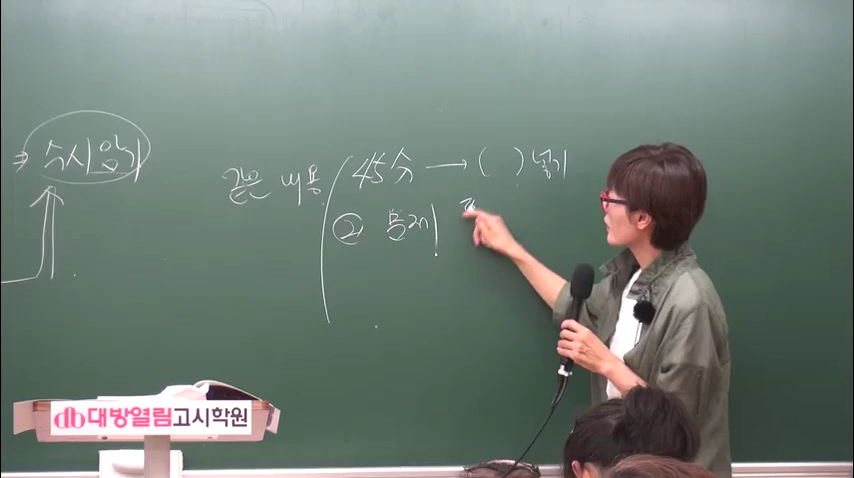 ⇒ 수시암기
같은 내용
45分 → ( ) 넣기
② 문제
db대방열림고시학원